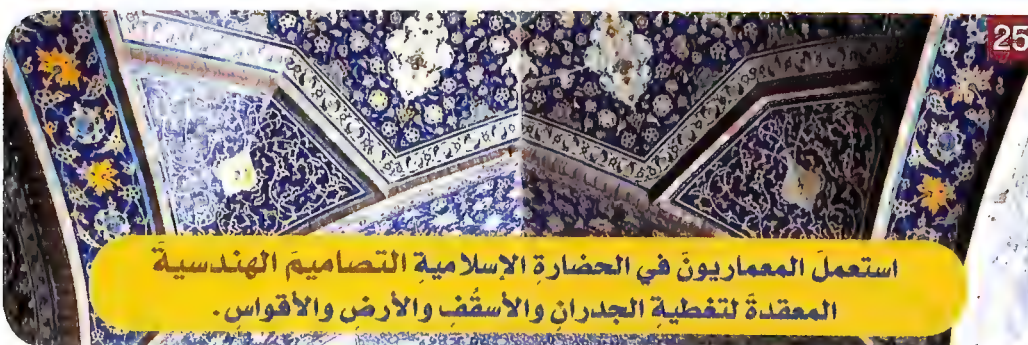 25
استعملَ المعماريونَ في الحضارةِ الإسلاميةِ التصاميمَ الهندسيةَ
المعقدةَ لتغطيةِ الجدرانِ والأسقُفِ والأرضِ والأقواسِ.